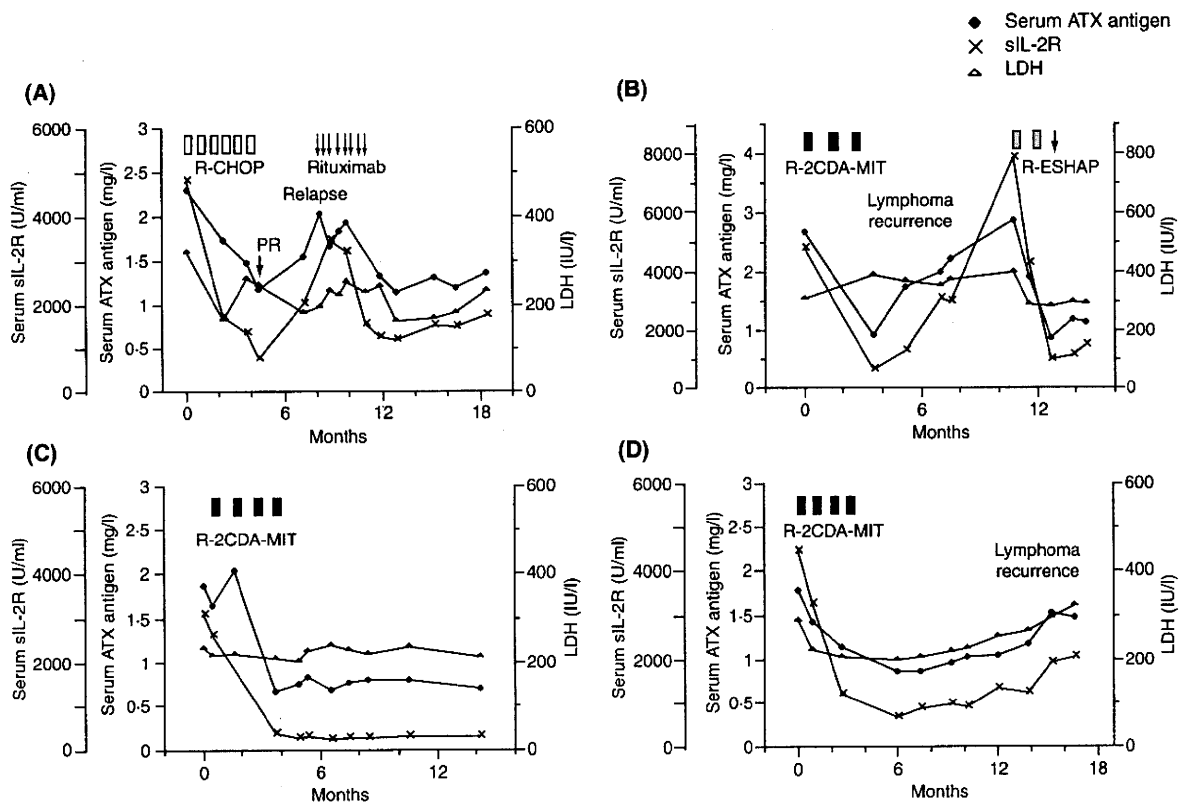 Serum ATX antigen
sIL-2R
LDH
(A)
Serum sIL-2R (U/ml)
6000
4000
2000
0
Serum ATX antigen (mg/l)
3
2·5
2
1·5
1
0·5
0
R-CHOP
PR
Relapse
Rituximab
600
400
200
0
LDH (IU/l)
0 6 12 18
Months
(B)
Serum sIL-2R (U/ml)
8000
6000
4000
2000
0
Serum ATX antigen (mg/l)
4
3
2
1
0
R-2CDA-MIT
Lymphoma
recurrence
R-ESHAP
800
600
400
200
0
LDH (IU/l)
0 6 12
Months
(C)
Serum sIL-2R (U/ml)
6000
4000
2000
0
Serum ATX antigen (mg/l)
3
2·5
2
1·5
1
0·5
0
R-2CDA-MIT
600
400
200
0
LDH (IU/l)
0 6 12
Months
(D)
Serum sIL-2R (U/ml)
6000
4000
2000
0
Serum ATX antigen (mg/l)
3
2·5
2
1·5
1
0·5
0
R-2CDA-MIT
Lymphoma
recurrence
600
400
200
0
LDH (IU/l)
0 6 12 18
Months